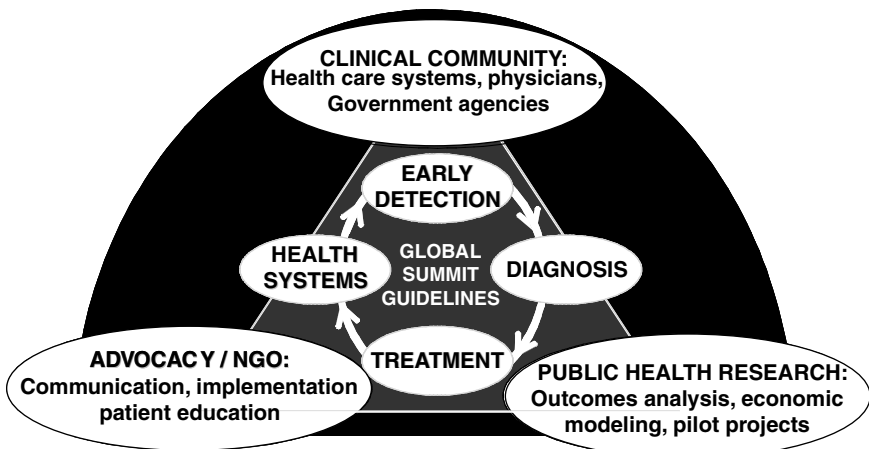 CLINICAL COMMUNITY:
Health care systems, physicians,
Government agencies
EARLY
DETECTION
HEALTH
SYSTEMS
GLOBAL
SUMMIT
GUIDELINES
DIAGNOSIS
TREATMENT
ADVOCACY / NGO:
Communication, implementation
patient education
PUBLIC HEALTH RESEARCH:
Outcomes analysis, economic
modeling, pilot projects